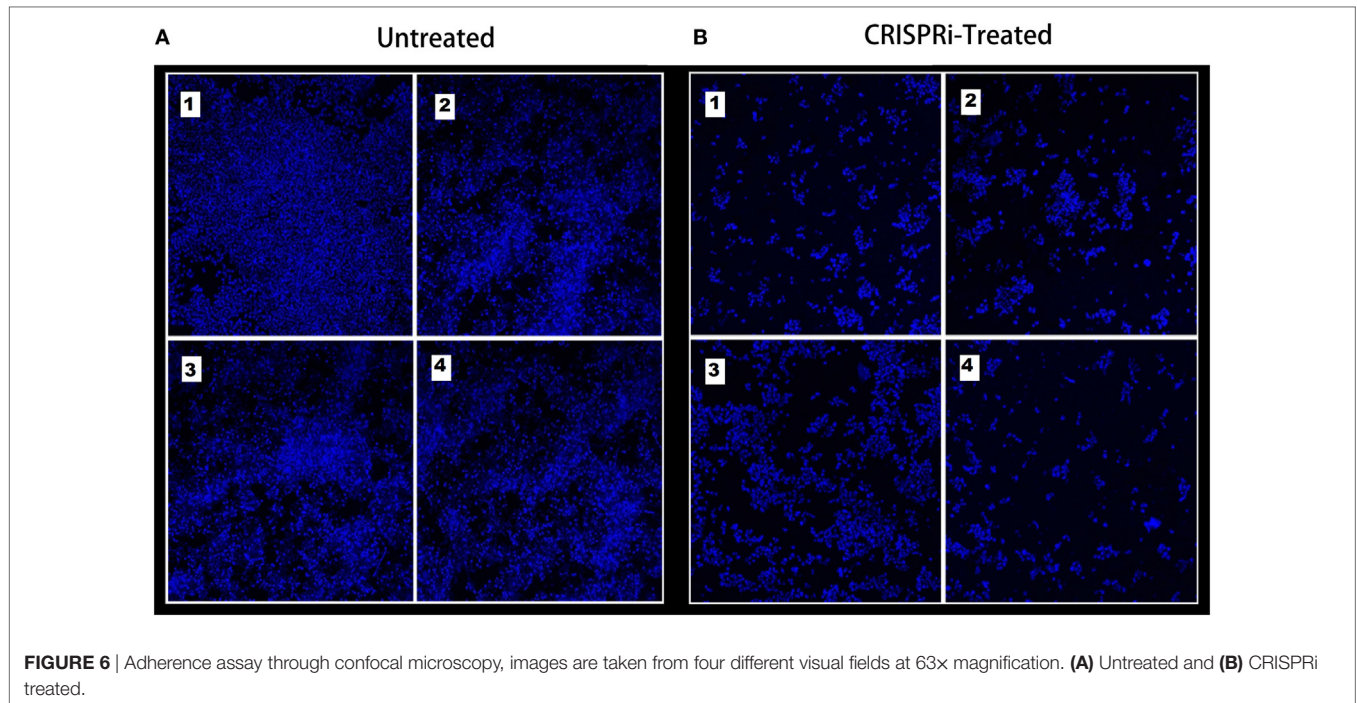 A Untreated B CRISPRi-Treated
1 2 1 2
3 4 3 4
FIGURE 6 | Adherence assay through confocal microscopy, images are taken from four different visual fields at 63× magnification. (A) Untreated and (B) CRISPRi
treated.